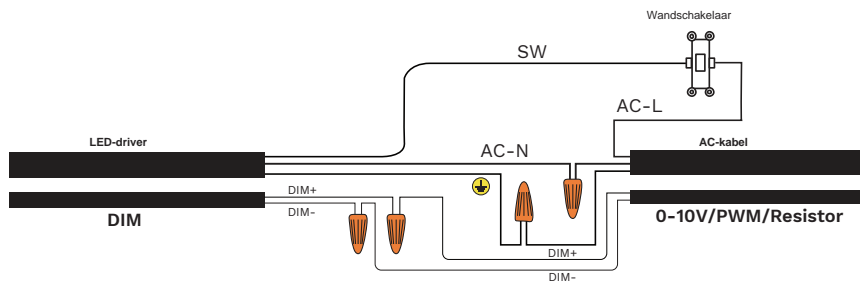 Wandschakelaar
SW
AC-L
LED-driver
AC-N
AC-kabel
DIM+
DIM-
DIM
0-10V/PWM/Resistor
DIM+
DIM-